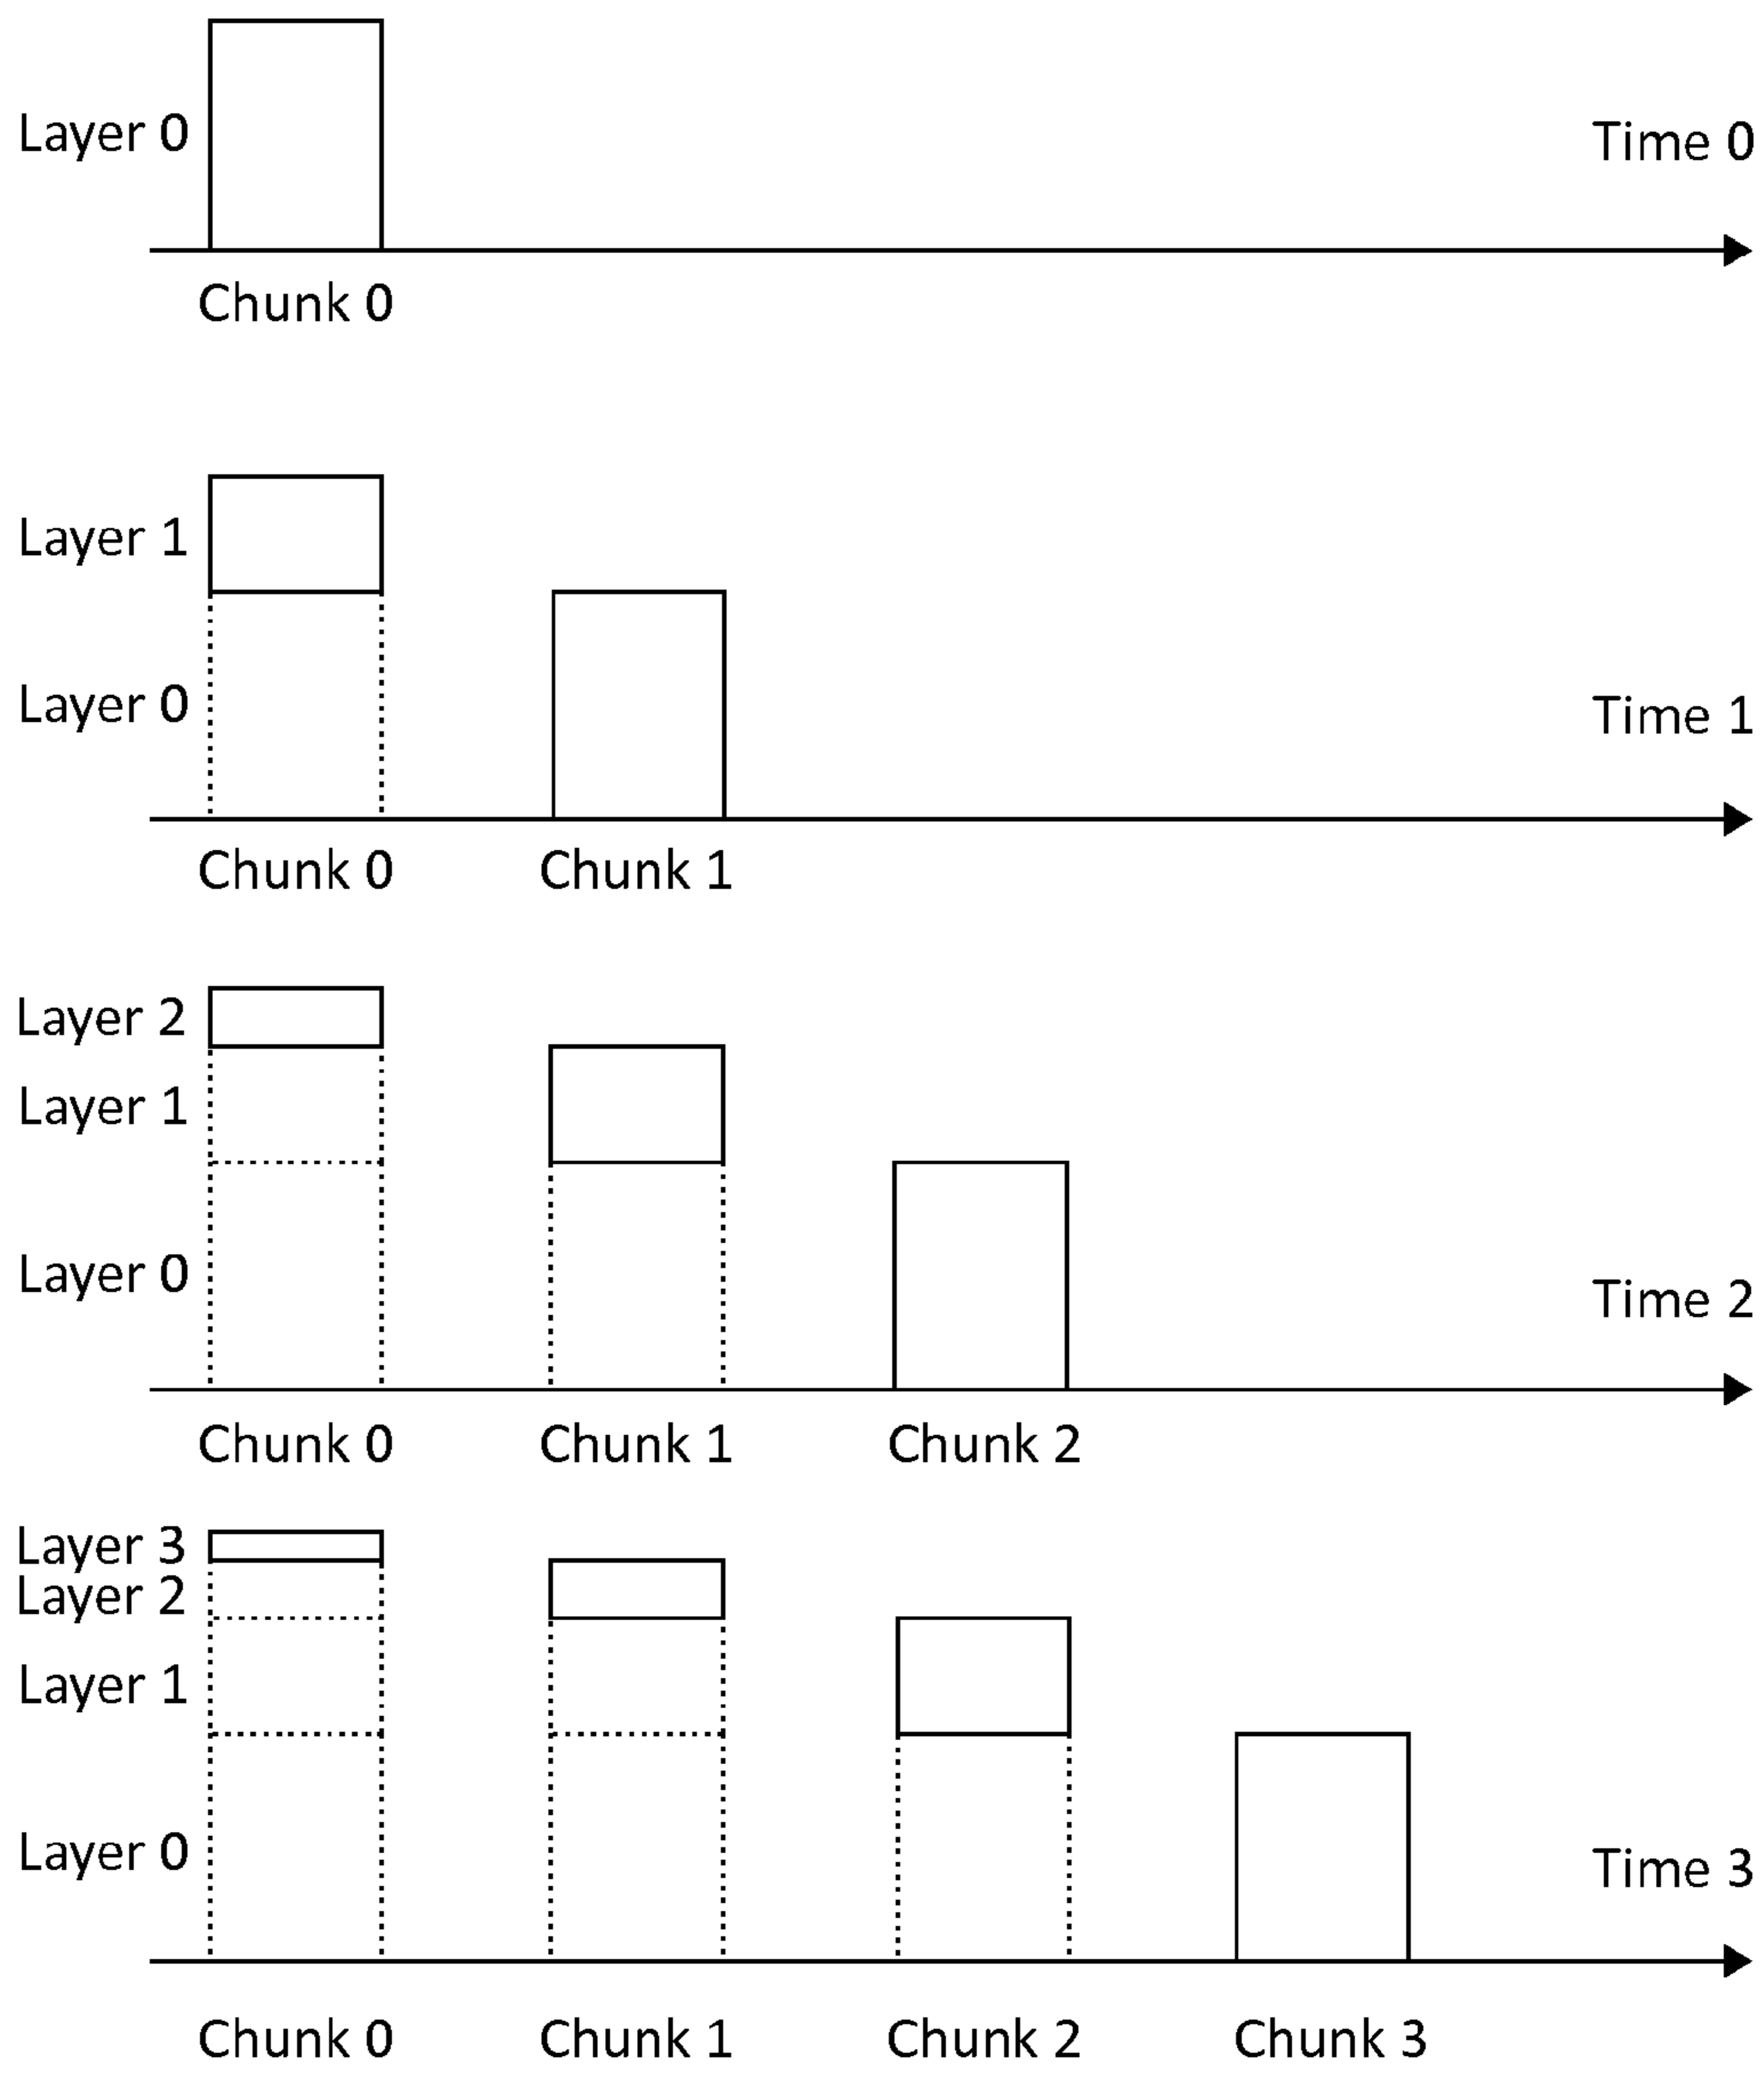 Layer 0
Time 0
Chunk 0
Layer 1
Layer 0
Time 1
Chunk 0 Chunk 1
Layer 2
Layer 1
Layer 0
Time 2
Chunk 0 Chunk 1 Chunk 2
Layer 3
Layer 2
Layer 1
Layer 0
Time 3
Chunk 0 Chunk 1 Chunk 2 Chunk 3